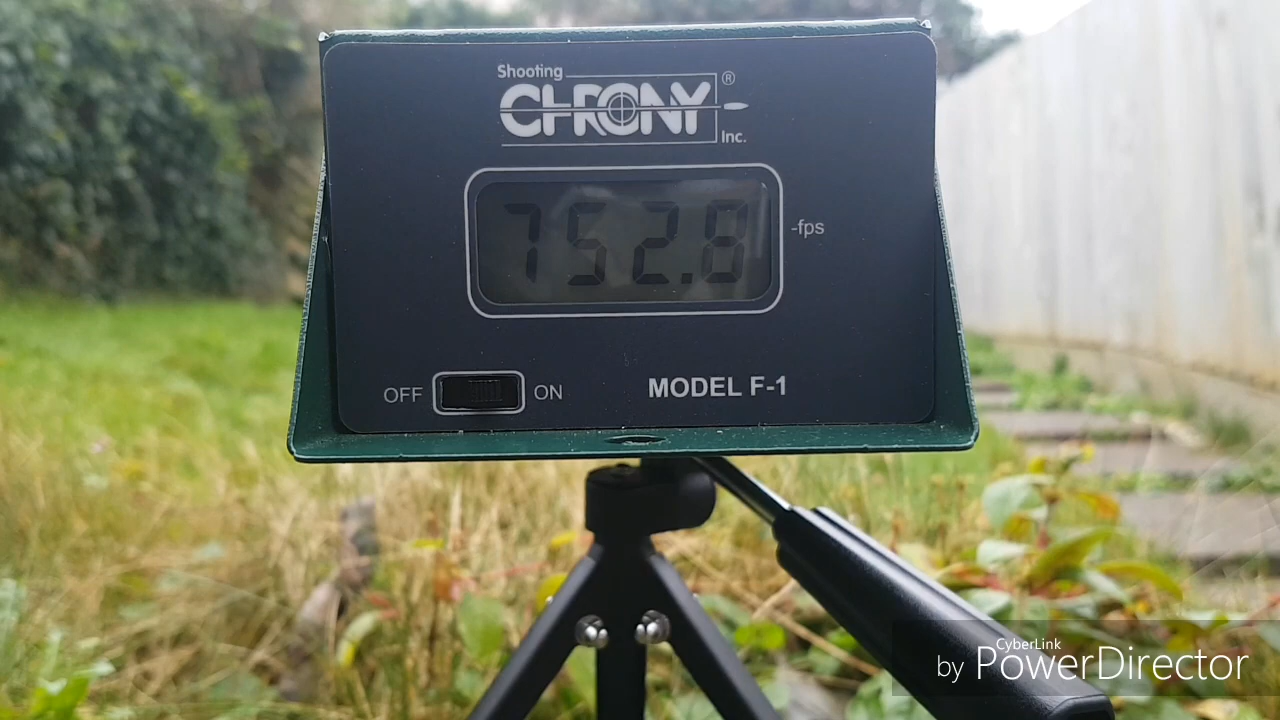 Shooting
CHRONY ®
Inc.
752.8
-fps
OFF ON
MODEL F-1
CyberLink
by PowerDirector